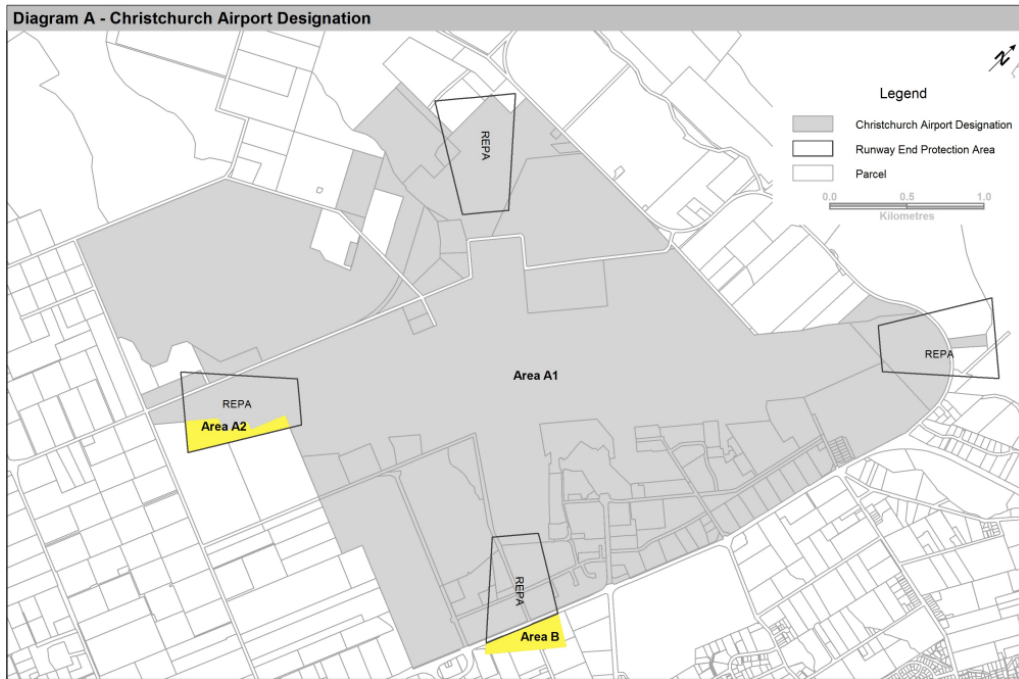 Diagram A - Christchurch Airport Designation
N
Legend
Christchurch Airport Designation
Runway End Protection Area
Parcel
0.0 0.5 1.0
Kilometres
REPA
REPA
Area A1
REPA
Area A2
REPA
Area B